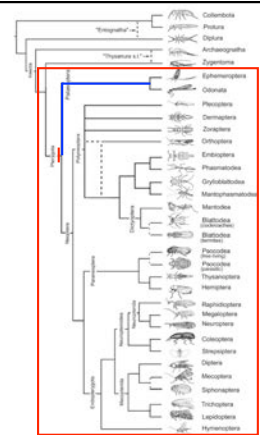 Collembola
Protura
"Entognatha"
Diplura
Archaeognatha
"Thysanura s.l."
Zygentoma
Insecta
Ephemeroptera
Palaeoptera
Odonata
Plecoptera
Dermaptera
Zoraptera
Orthoptera
Pterygota
Polyneoptera
Embioptera
Phasmatodea
Grylloblattodea
Mantophasmatodea
Mantodea
Dictyoptera
Blattodea
(cockroaches)
Blattodea
(termites)
Neoptera
Psocodea
(free-living)
Psocodea
(parasitic)
Paraneoptera
Thysanoptera
Hemiptera
Raphidioptera
Megaloptera
Neuropterida
Neuroptera
Coleoptera
Strepsiptera
Diptera
Mecoptera
Mecopterida
Siphonaptera
Endopterygota
Trichoptera
Lepidoptera
Hymenoptera